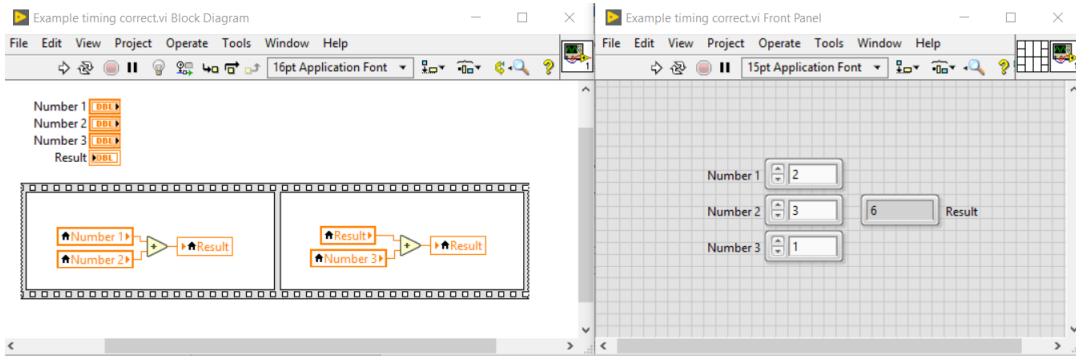 Example timing correct.vi Block Diagram
File Edit View Project Operate Tools Window Help
16pt Application Font
Number 1 DBL
Number 2 DBL
Number 3 DBL
Result DBL
Number 1
Number 2
Result
Result
Number 3
Result
Example timing correct.vi Front Panel
File Edit View Project Operate Tools Window Help
15pt Application Font
1
Number 1 2
Number 2 3
6 Result
Number 3 1